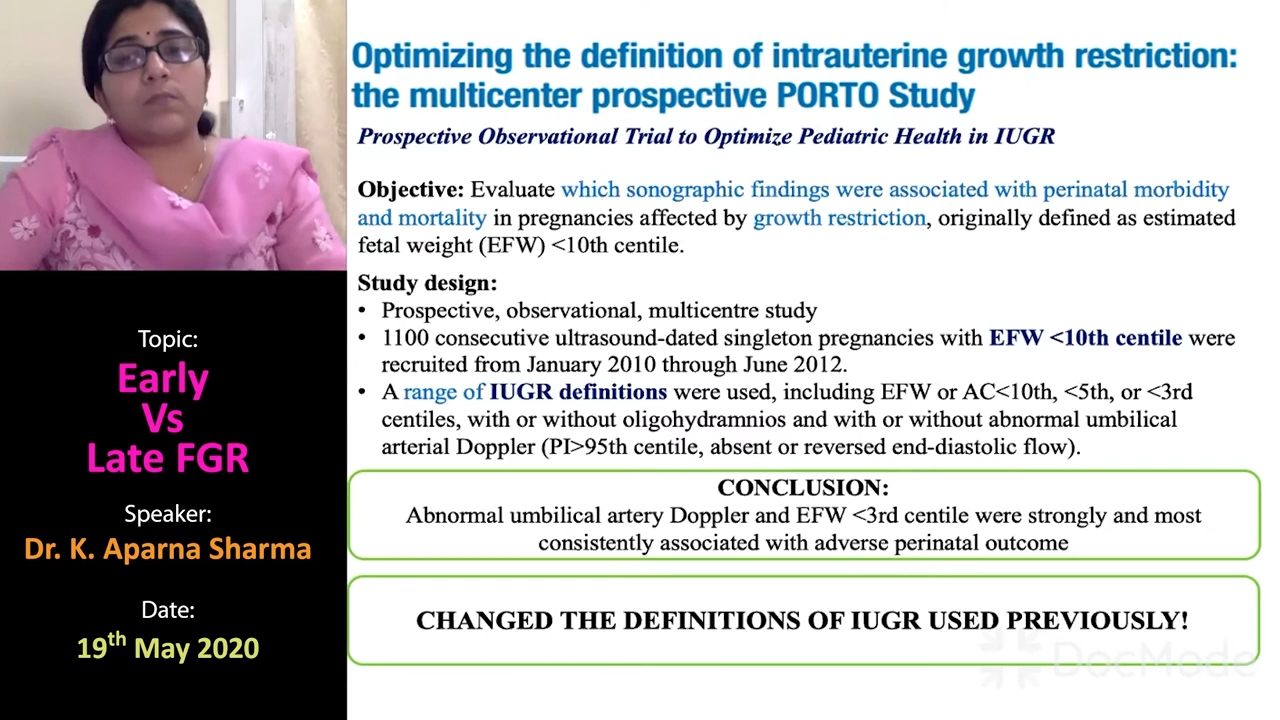 Optimizing the definition of intrauterine growth restriction:
the multicenter prospective PORTO Study
Prospective Observational Trial to Optimize Pediatric Health in IUGR
Objective: Evaluate which sonographic findings were associated with perinatal morbidity
and mortality in pregnancies affected by growth restriction, originally defined as estimated
fetal weight (EFW) <10th centile.
Study design:
• Prospective, observational, multicentre study
• 1100 consecutive ultrasound-dated singleton pregnancies with EFW <10th centile were
recruited from January 2010 through June 2012.
• A range of IUGR definitions were used, including EFW or AC<10th, <5th, or <3rd
centiles, with or without oligohydramnios and with or without abnormal umbilical
arterial Doppler (PI>95th centile, absent or reversed end-diastolic flow).
CONCLUSION:
Abnormal umbilical artery Doppler and EFW <3rd centile were strongly and most
consistently associated with adverse perinatal outcome
CHANGED THE DEFINITIONS OF IUGR USED PREVIOUSLY!
DocMode
Topic:
Early
Vs
Late FGR
Speaker:
Dr. K. Aparna Sharma
Date:
19th May 2020